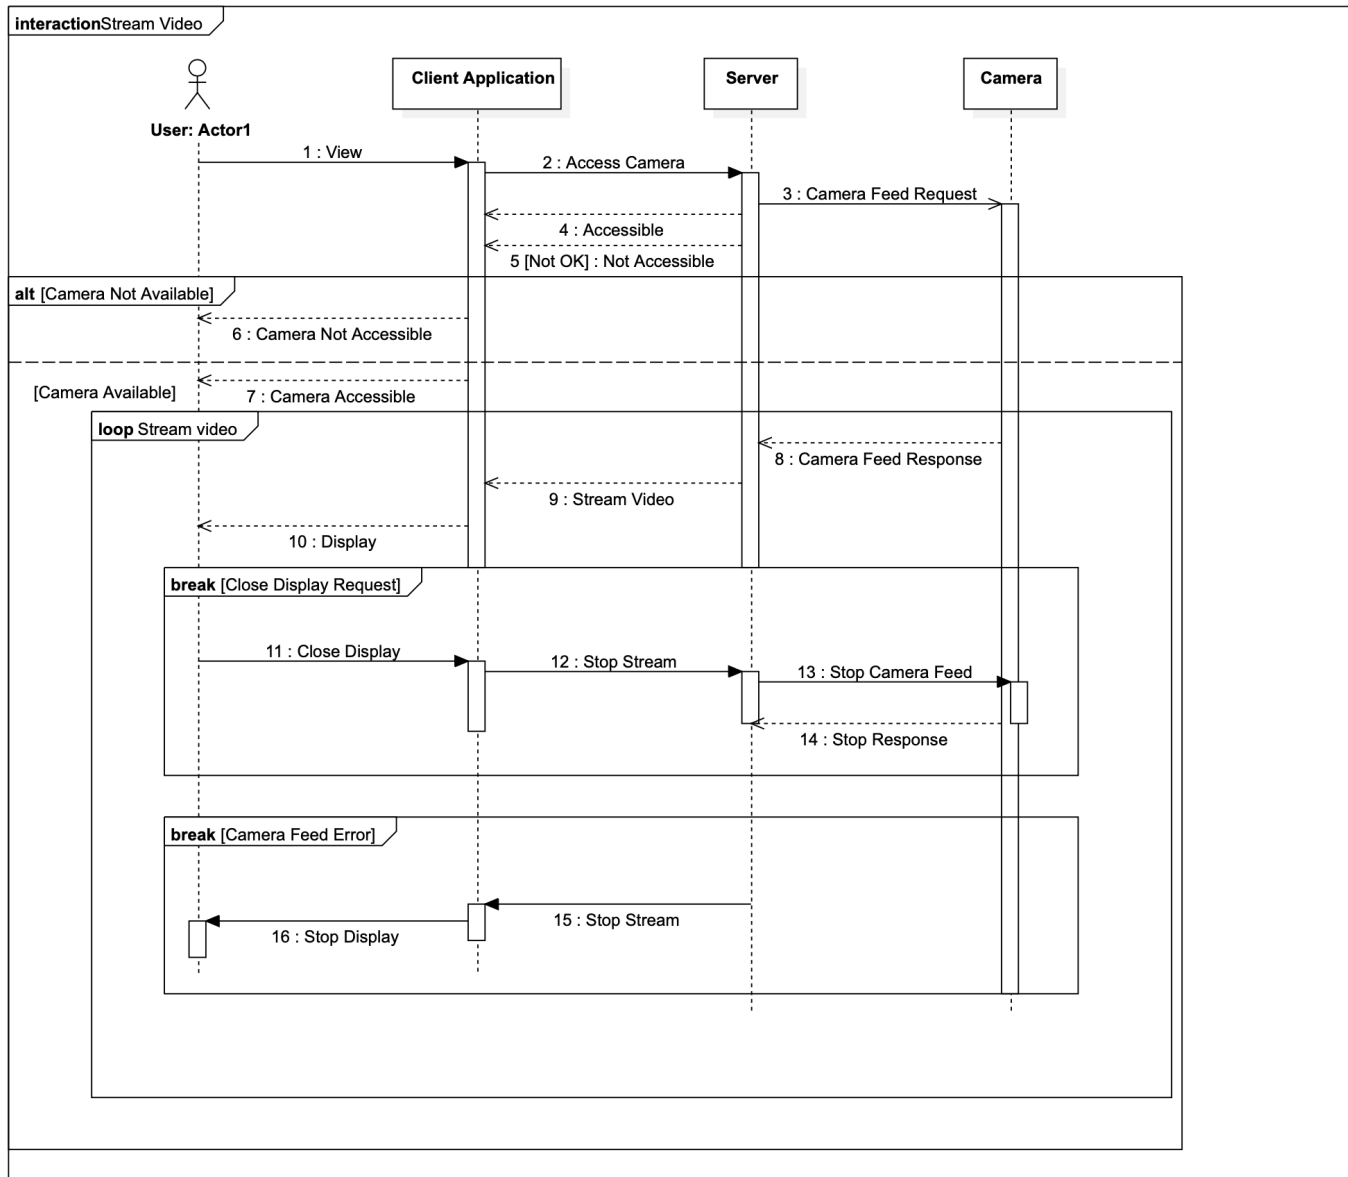 interactionStream Video
Client Application
Server
Camera
User: Actor1
1 : View
2 : Access Camera
3 : Camera Feed Request
4 : Accessible
5 [Not OK] : Not Accessible
alt [Camera Not Available]
6 : Camera Not Accessible
[Camera Available]
7 : Camera Accessible
loop Stream video
8 : Camera Feed Response
9 : Stream Video
10 : Display
break [Close Display Request]
11 : Close Display
12 : Stop Stream
13 : Stop Camera Feed
14 : Stop Response
break [Camera Feed Error]
15 : Stop Stream
16 : Stop Display